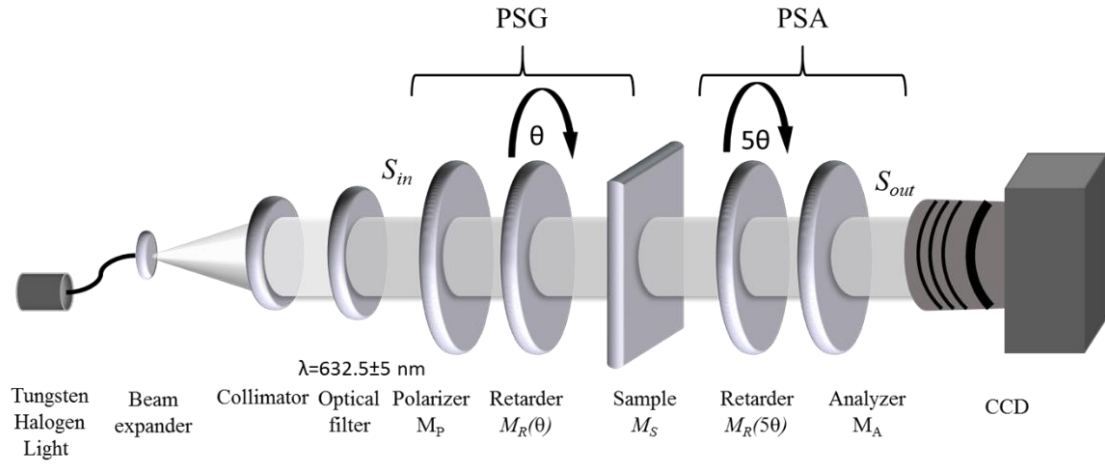 PSG
PSA
θ
5θ
S_in
S_out
λ=632.5±5 nm
Tungsten
Halogen
Light
Beam
expander
Collimator
Optical
filter
Polarizer
M_P
Retarder
M_R(θ)
Sample
M_S
Retarder
M_R(5θ)
Analyzer
M_A
CCD